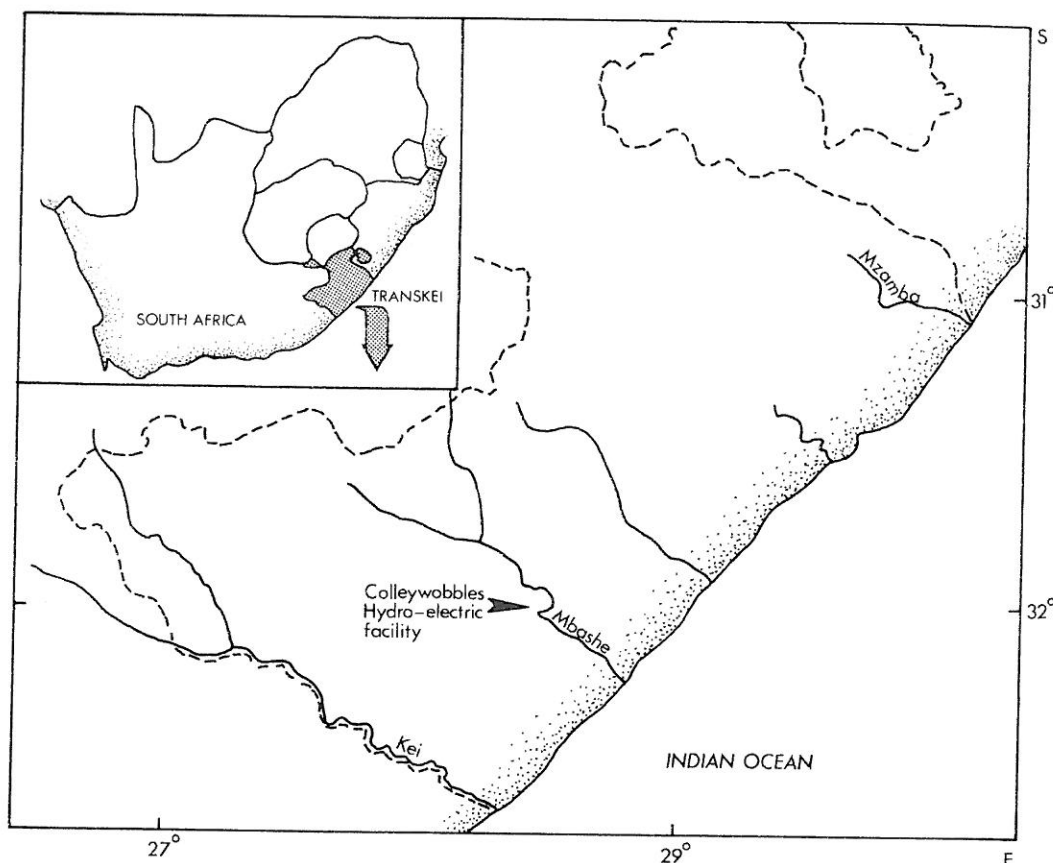 S
TRANSKEI
SOUTH AFRICA
Mzamba
31°
Colleywobbles
Hydro-electric
facility
Mbashe
32°
Kei
INDIAN OCEAN
27°
29°
E